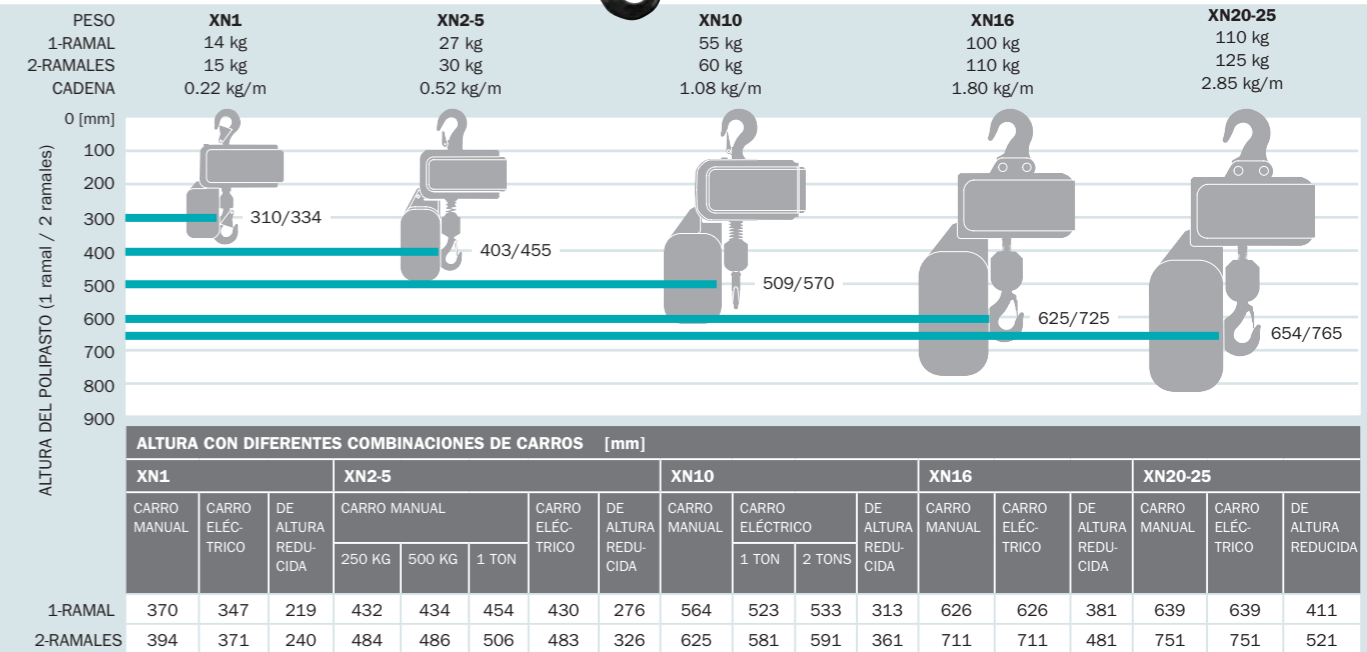 PESO XN1 XN2-5 XN10 XN16 XN20-25
1-RAMAL 14 kg 27 kg 55 kg 100 kg 110 kg
2-RAMALES 15 kg 30 kg 60 kg 110 kg 125 kg
CADENA 0.22 kg/m 0.52 kg/m 1.08 kg/m 1.80 kg/m 2.85 kg/m
ALTURA DEL POLIPASTO (1 ramal / 2 ramales)
0 [mm]
100
200
300
400
500
600
700
800
900
310/334
403/455
509/570
625/725
654/765
ALTURA CON DIFERENTES COMBINACIONES DE CARROS [mm]
XN1 XN2-5 XN10 XN16 XN20-25
CARRO CARRO DE CARRO MANUAL CARRO DE CARRO CARRO DE CARRO CARRO DE CARRO CARRO DE
MANUAL ELÉC- ALTURA ELÉC- ALTURA MANUAL ELÉCTRICO ALTURA MANUAL ELÉC- ALTURA MANUAL ELÉC- ALTURA
TRICO REDU- TRICO REDU- REDU- TRICO REDU- TRICO REDUCIDA
CIDA 250 KG 500 KG 1 TON CIDA 1 TON 2 TONS CIDA CIDA
1-RAMAL 370 347 219 432 434 454 430 276 564 523 533 313 626 626 381 639 639 411
2-RAMALES 394 371 240 484 486 506 483 326 625 581 591 361 711 711 481 751 751 521